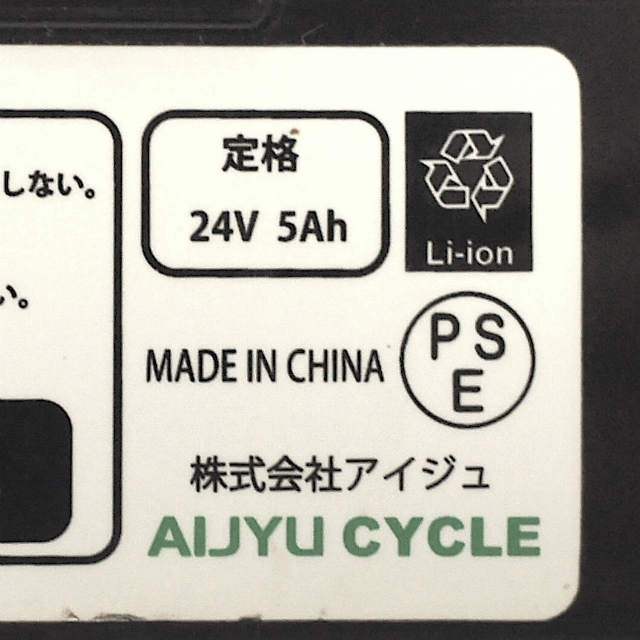 しない。
い。
定格
24V 5Ah
Li-ion
MADE IN CHINA
PS
E
株式会社アイジュ
AIJYU CYCLE